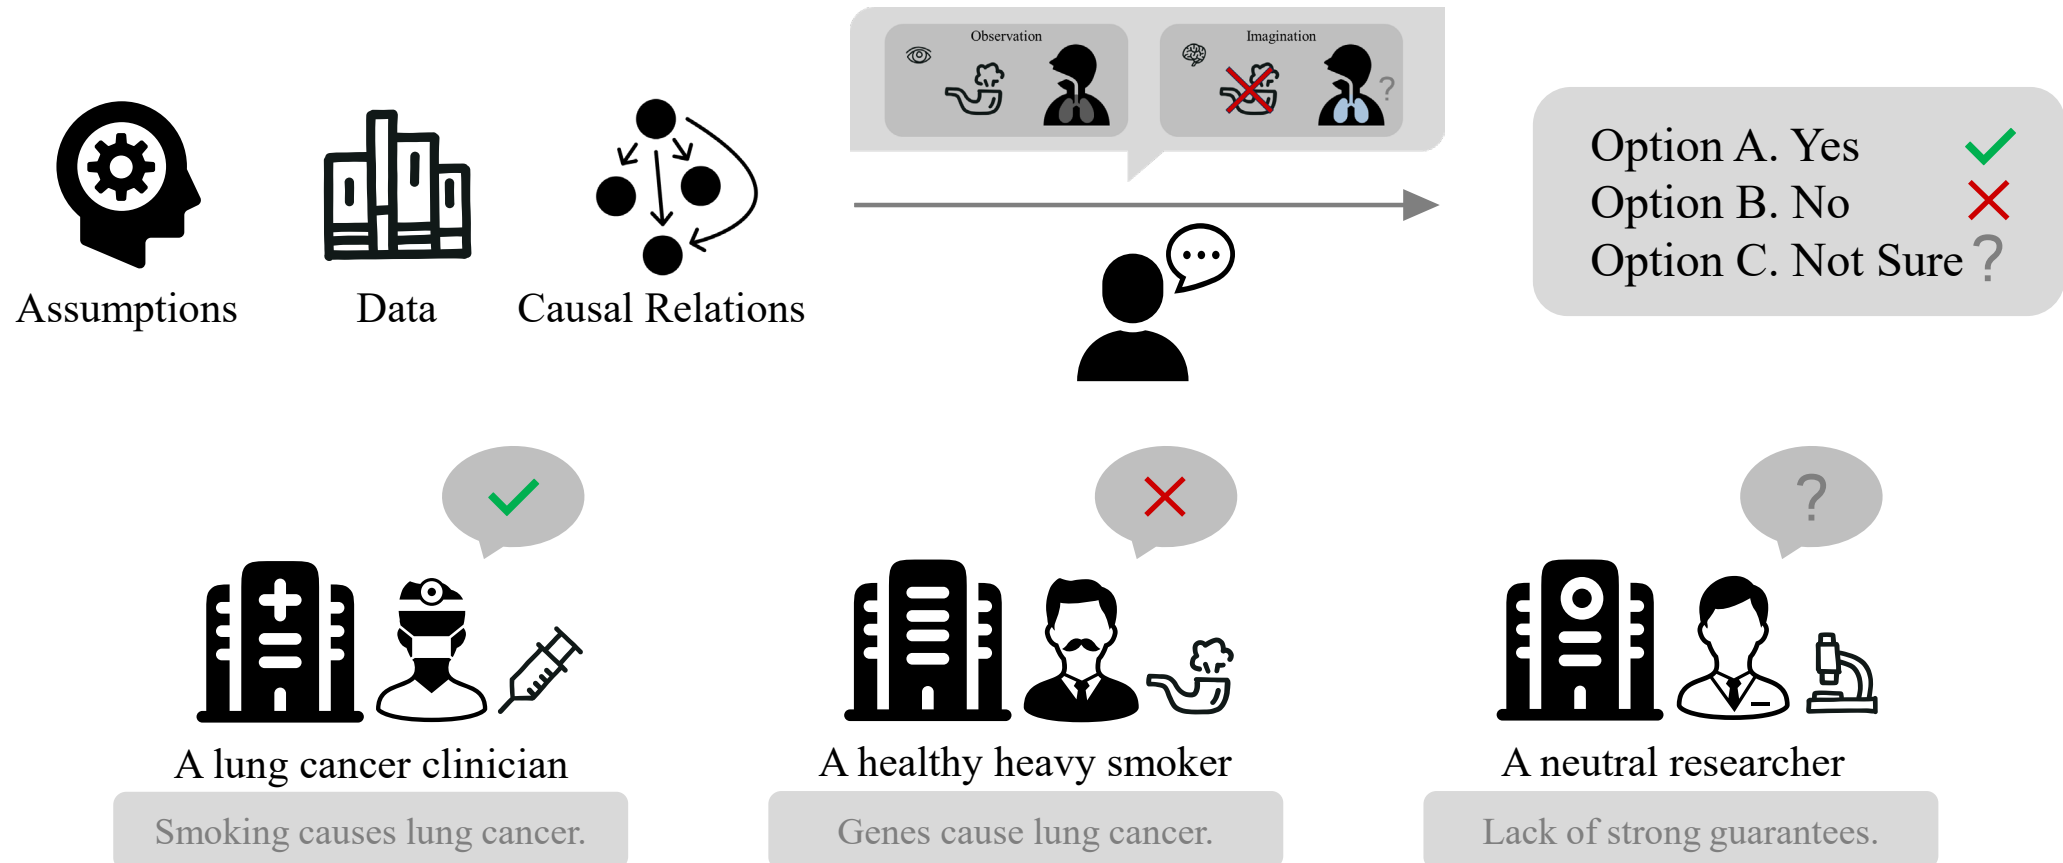 Observation
Imagination
Option A. Yes
Option B. No
Option C. Not Sure ?
?
Assumptions
Data
Causal Relations
?
A lung cancer clinician
A healthy heavy smoker
A neutral researcher
Smoking causes lung cancer.
Genes cause lung cancer.
Lack of strong guarantees.